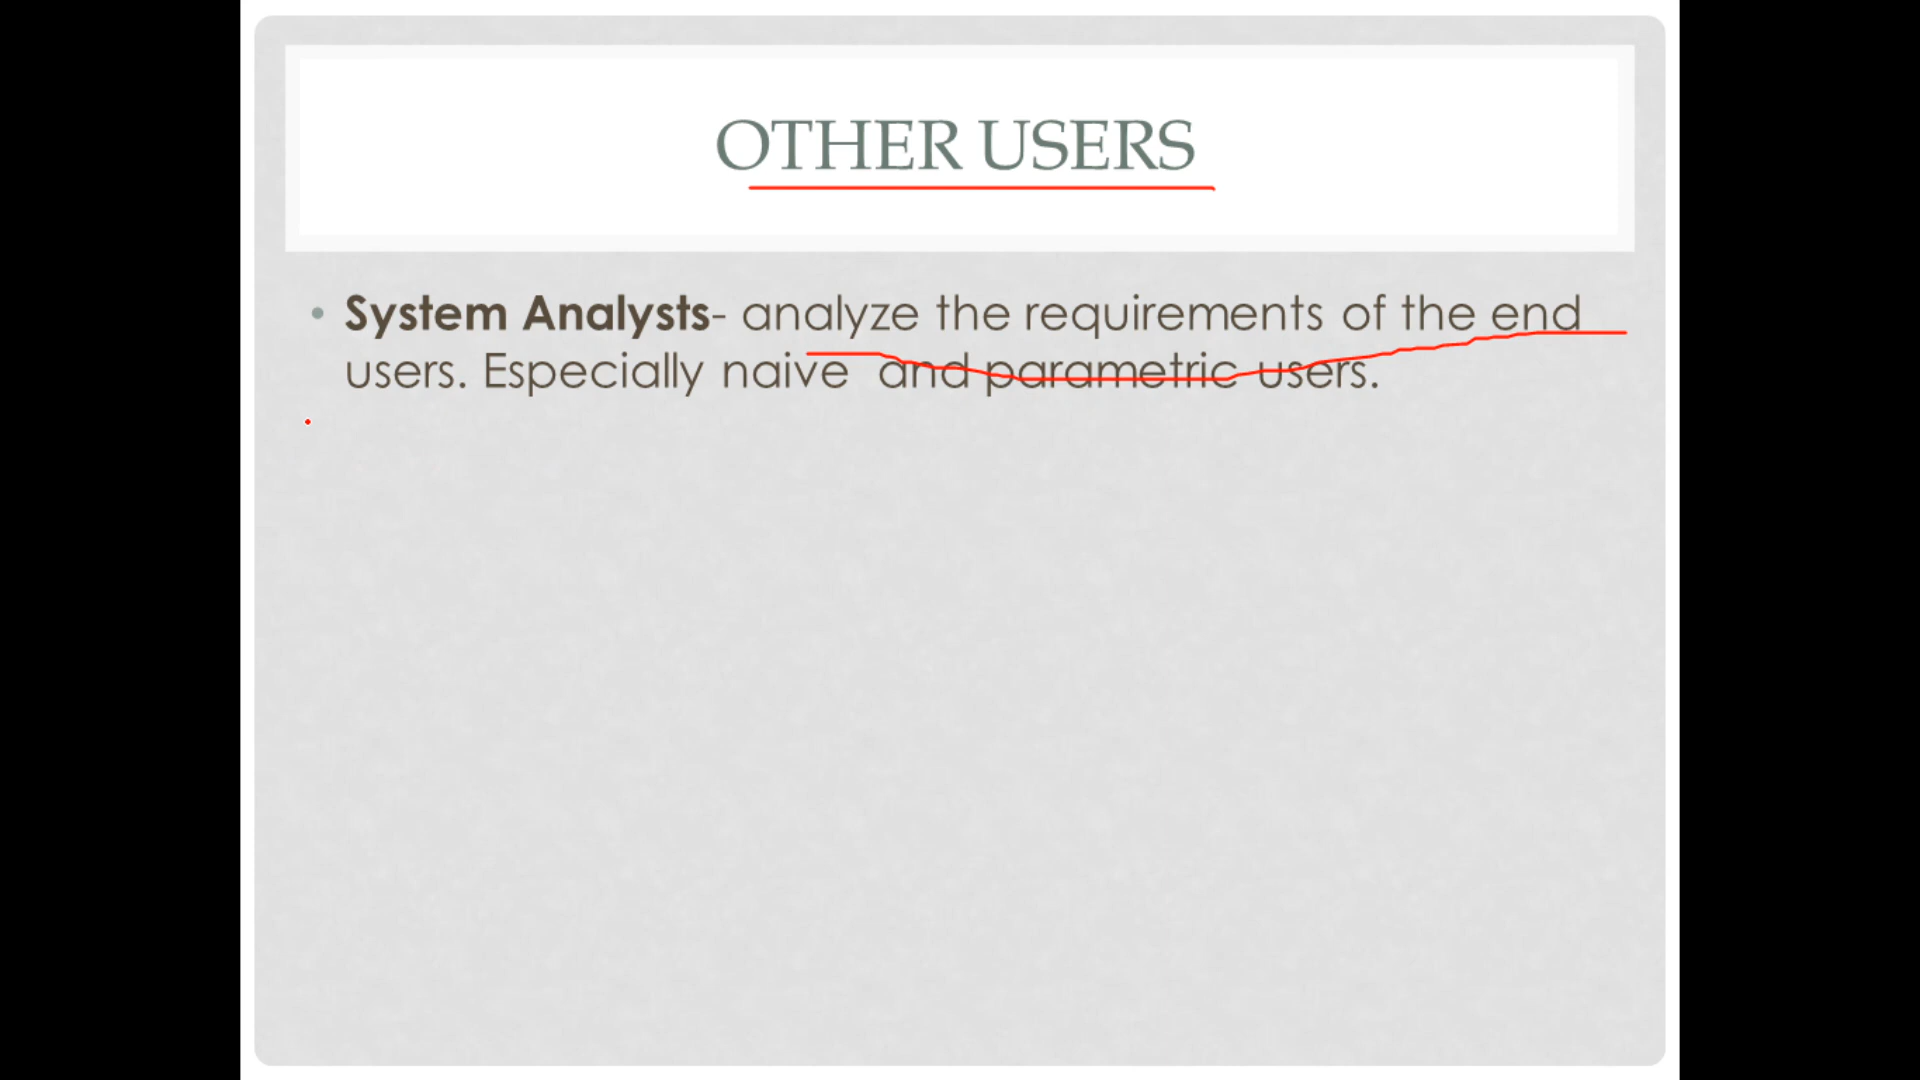 OTHER USERS
• System Analysts- analyze the requirements of the end
users. Especially naive and parametric users.